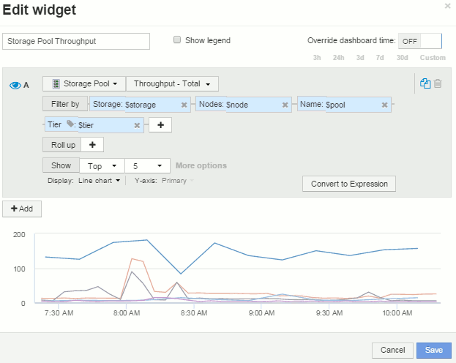 Edit widget
×
Storage Pool Throughput
Show legend
Override dashboard time: OFF
3h 24h 3d 7d 30d Custom
A Storage Pool Throughput - Total
Filter by Storage: $storage × Nodes: $node × Name: $pool ×
Tier $tier × +
Roll up +
Show Top 5 More options
Display: Line chart Y-axis: Primary
Convert to Expression
+ Add
200
100
0
7:30 AM 8:00 AM 8:30 AM 9:00 AM 9:30 AM 10:00 AM
Cancel Save